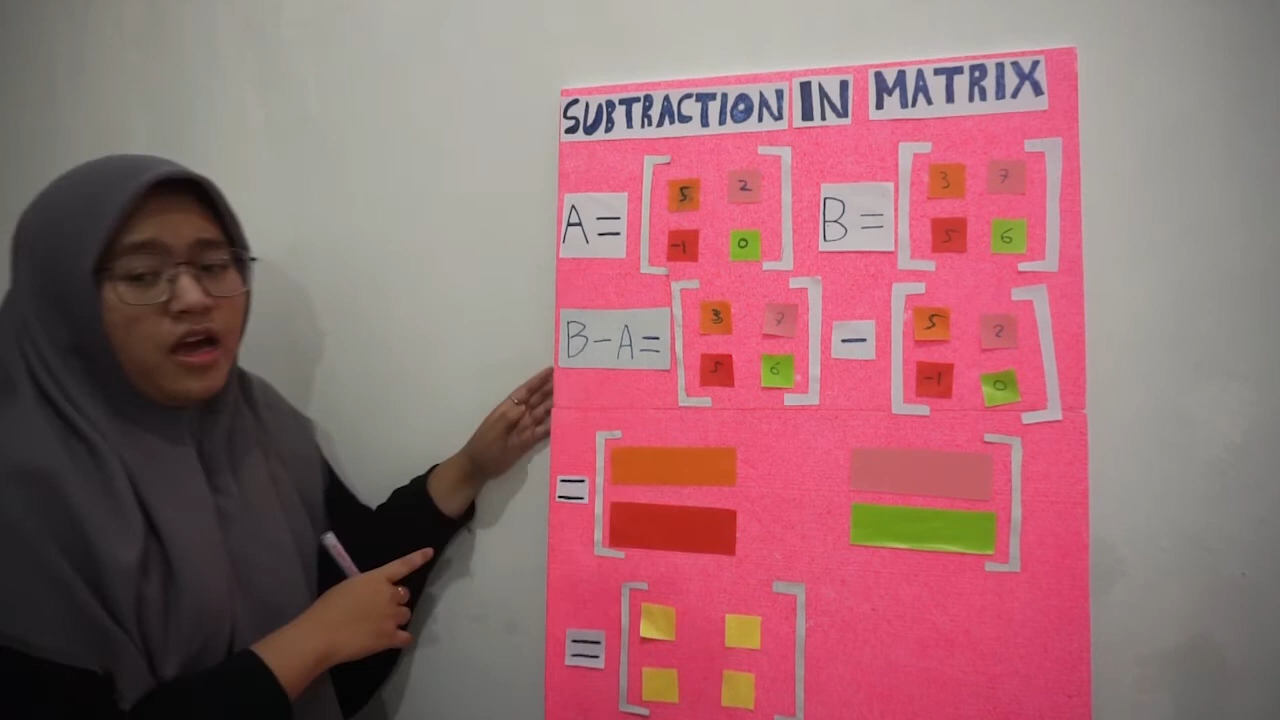 SUBTRACTION IN MATRIX
A = [ 5 2 B = [ 3 7
-1 0 ] 5 6 ]
B-A= [ 3 7 - [ 5 2
5 6 ] -1 0 ]
= [ ]
= [ ]